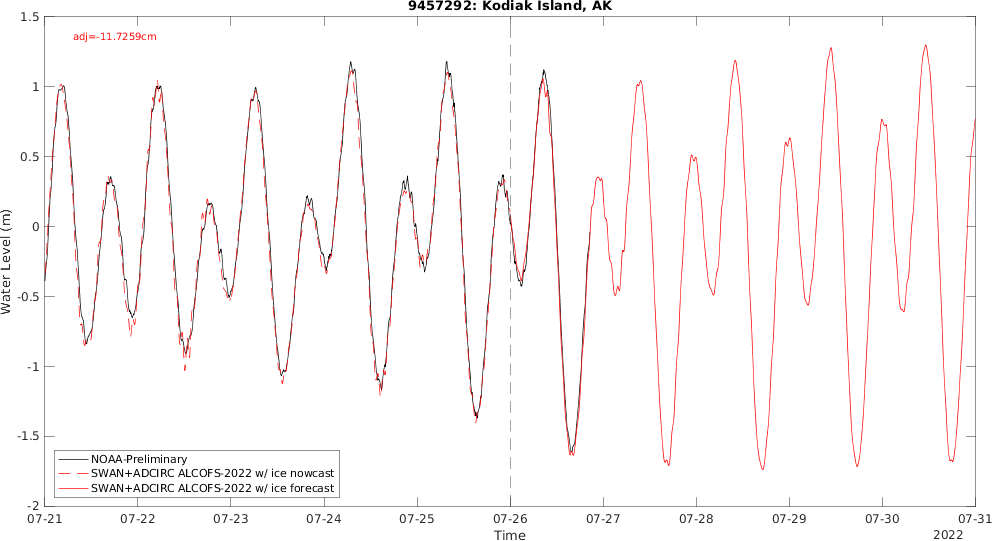 9457292: Kodiak Island, AK
adj=-11.7259cm
1.5
1
0.5
0
-0.5
-1
-1.5
-2
Water Level (m)
NOAA-Preliminary
SWAN+ADCIRC ALCOFS-2022 w/ ice nowcast
SWAN+ADCIRC ALCOFS-2022 w/ ice forecast
07-21 07-22 07-23 07-24 07-25 07-26 07-27 07-28 07-29 07-30 07-31
Time
2022